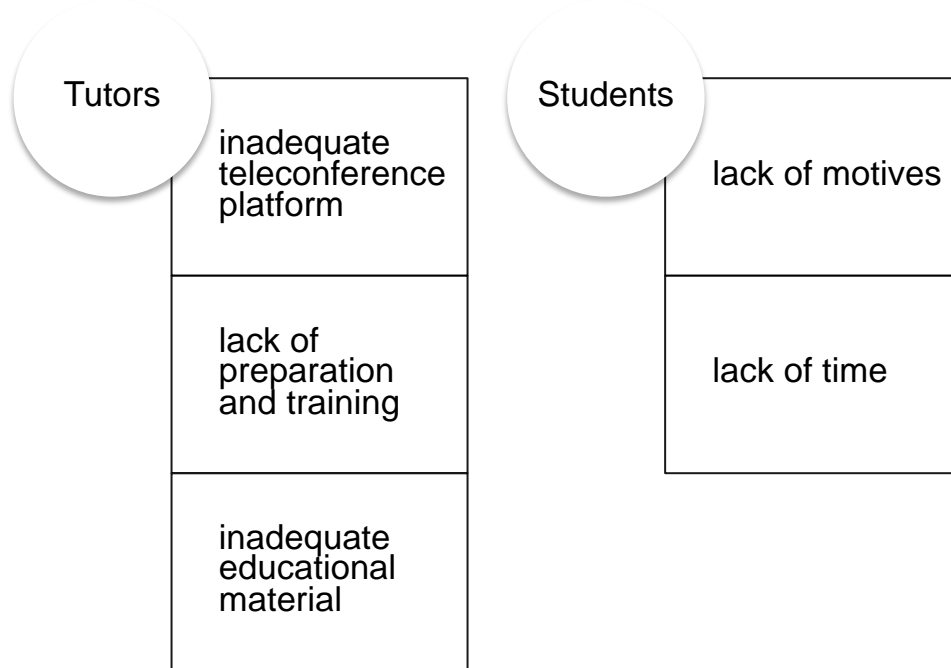 Tutors
inadequate
teleconference
platform
lack of
preparation
and training
inadequate
educational
material
Students
lack of motives
lack of time